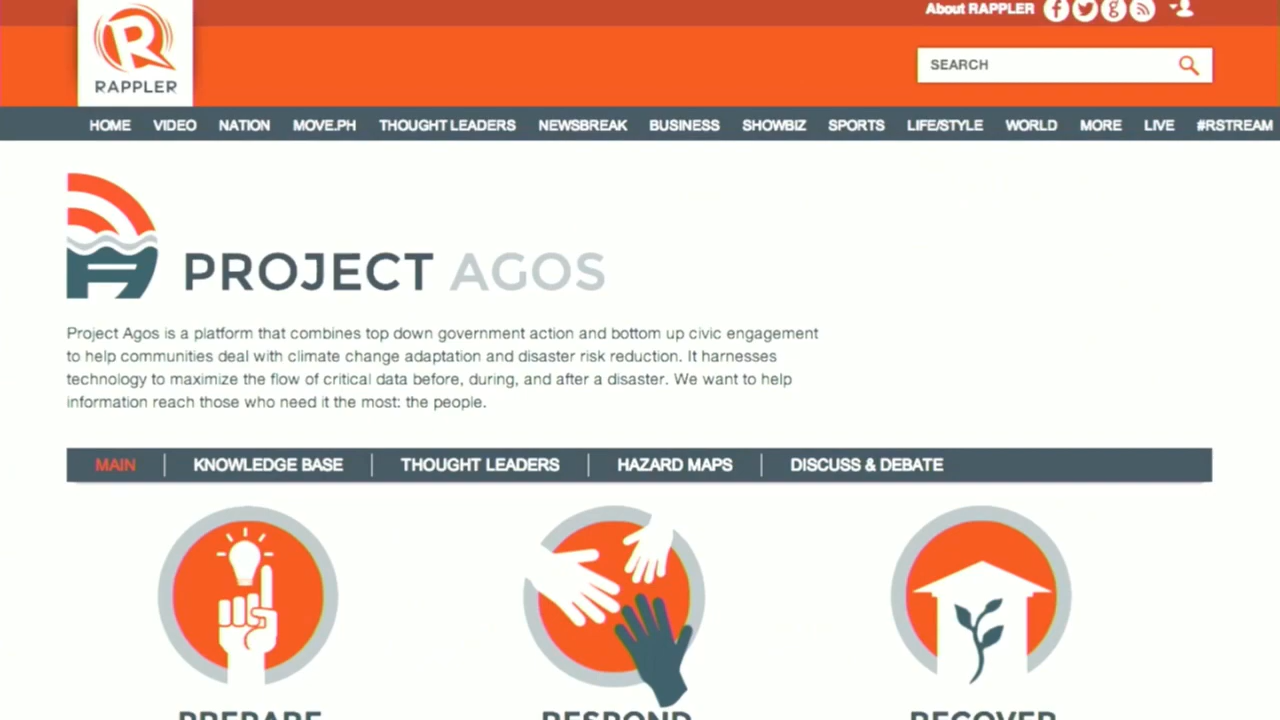 About RAPPLER
RAPPLER
SEARCH
HOME VIDEO NATION MOVE.PH THOUGHT LEADERS NEWSBREAK BUSINESS SHOWBIZ SPORTS LIFE/STYLE WORLD MORE LIVE #RSTREAM
PROJECT AGOS
Project Agos is a platform that combines top down government action and bottom up civic engagement
to help communities deal with climate change adaptation and disaster risk reduction. It harnesses
technology to maximize the flow of critical data before, during, and after a disaster. We want to help
information reach those who need it the most: the people.
MAIN KNOWLEDGE BASE THOUGHT LEADERS HAZARD MAPS DISCUSS & DEBATE
PREPARE RESPOND RECOVER